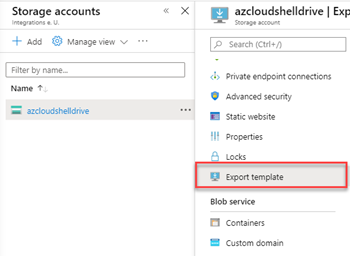 Storage accounts
Integrations e. U.
Add
Manage view
Filter by name...
Name
azcloudshelldrive
azcloudshelldrive | Exp
Storage account
Search (Ctrl+/)
Private endpoint connections
Advanced security
Static website
Properties
Locks
Export template
Blob service
Containers
Custom domain